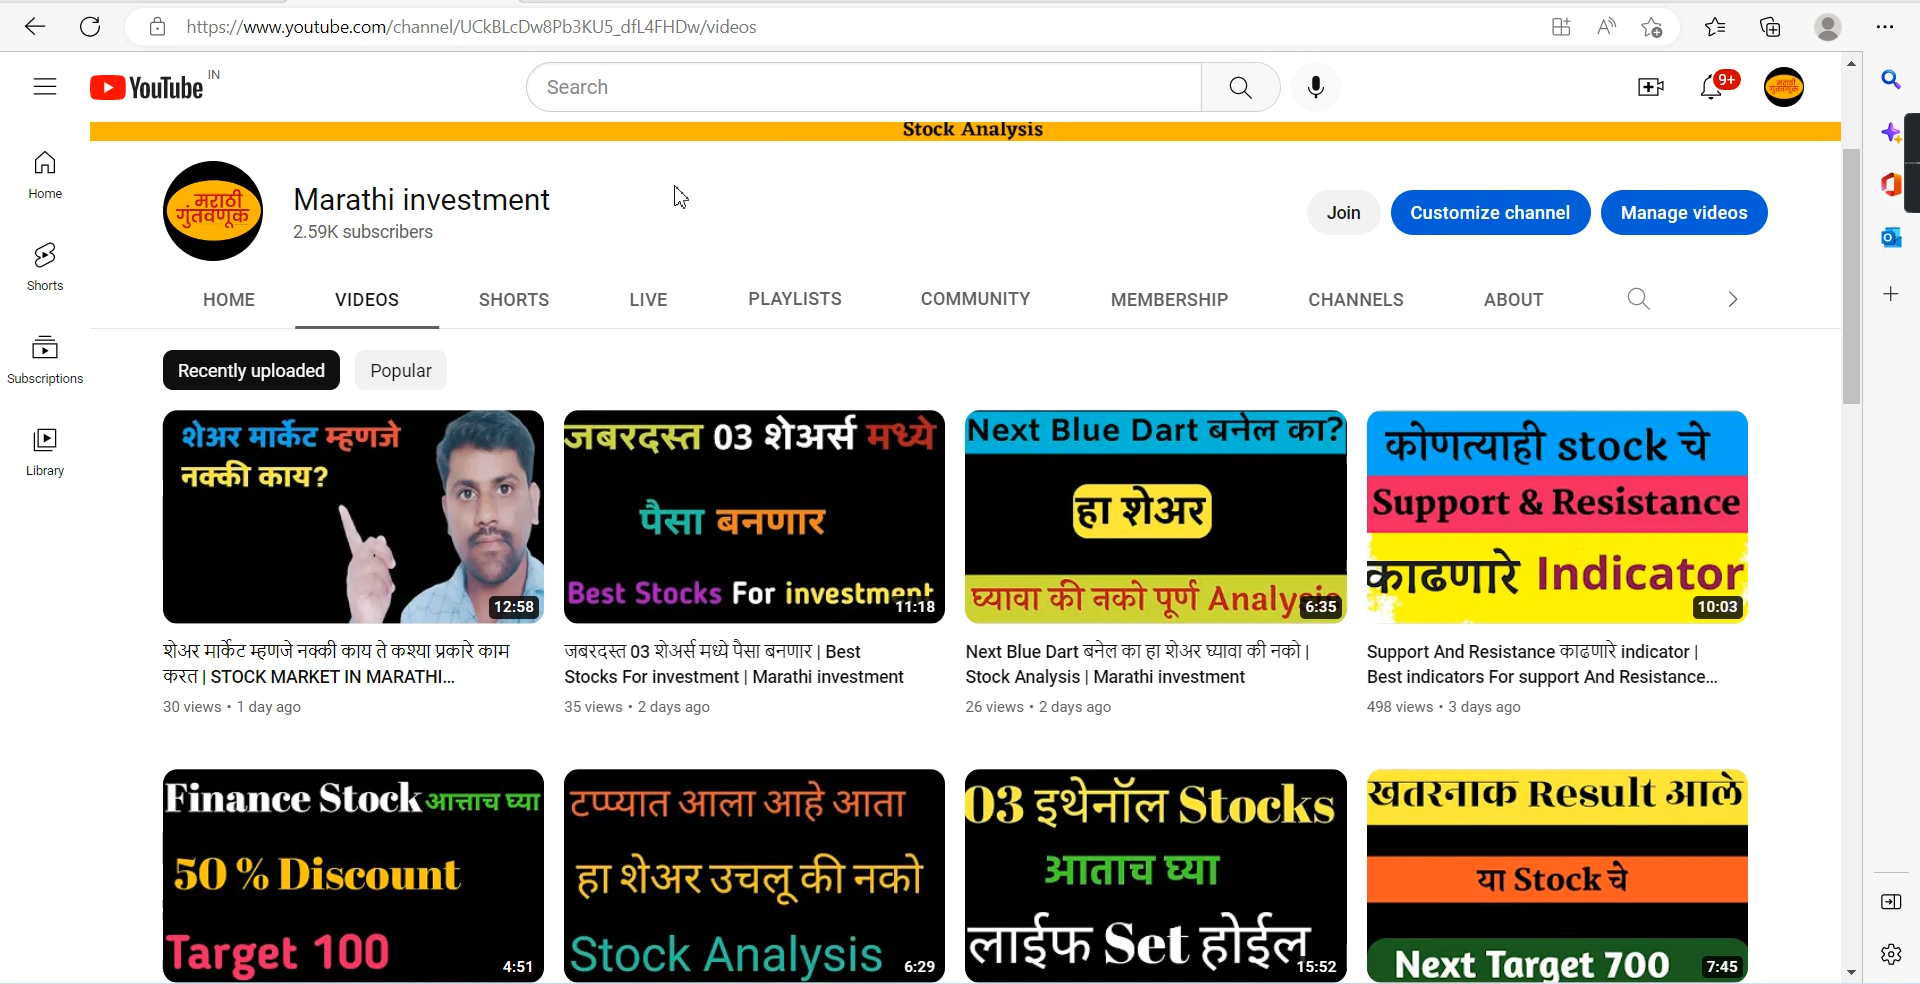 https://www.youtube.com/channel/UCkBLcDw8Pb3KU5_dfL4FHDw/videos
YouTube IN
Search
9+
Stock Analysis
मराठी
गुंतवणूक
Marathi investment
2.59K subscribers
Join
Customize channel
Manage videos
Home
Shorts
Subscriptions
Library
HOME
VIDEOS
SHORTS
LIVE
PLAYLISTS
COMMUNITY
MEMBERSHIP
CHANNELS
ABOUT
Recently uploaded
Popular
शेअर मार्केट म्हणजे
नक्की काय?
12:58
जबरदस्त 03 शेअर्स मध्ये
पैसा बनणार
Best Stocks For investment
11:18
Next Blue Dart बनेल का?
हा शेअर
घ्यावा की नको पूर्ण Analysis
6:35
कोणत्याही stock चे
Support & Resistance
काढणारे Indicator
10:03
शेअर मार्केट म्हणजे नक्की काय ते कश्या प्रकारे काम
करत | STOCK MARKET IN MARATHI...
30 views • 1 day ago
जबरदस्त 03 शेअर्स मध्ये पैसा बनणार | Best
Stocks For investment | Marathi investment
35 views • 2 days ago
Next Blue Dart बनेल का हा शेअर घ्यावा की नको |
Stock Analysis | Marathi investment
26 views • 2 days ago
Support And Resistance काढणारे indicator |
Best indicators For support And Resistance...
498 views • 3 days ago
Finance Stock आत्ताच घ्या
50 % Discount
Target 100
4:51
टप्प्यात आला आहे आता
हा शेअर उचलू की नको
Stock Analysis
6:29
03 इथेनॉल Stocks
आताच घ्या
लाईफ Set होईल
15:52
खतरनाक Result आले
या Stock चे
Next Target 700
7:45